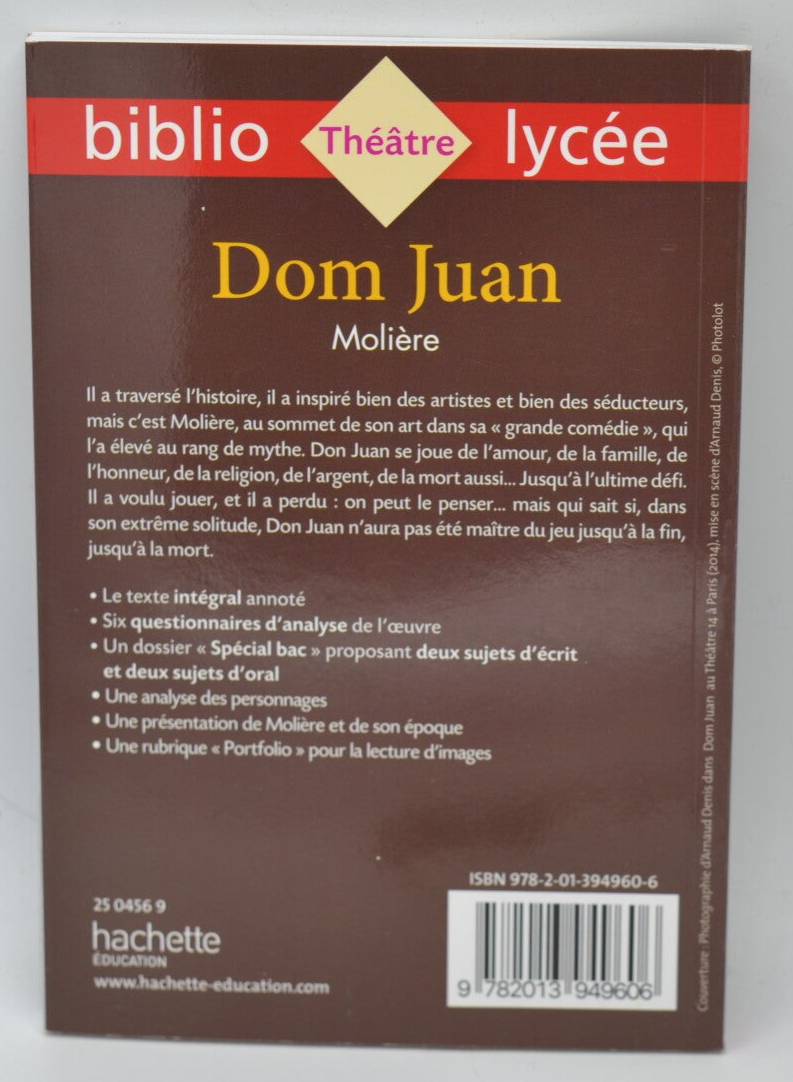 biblio Théâtre lycée
Dom Juan
Molière
Il a traversé l'histoire, il a inspiré bien des artistes et bien des séducteurs,
mais c'est Molière, au sommet de son art dans sa « grande comédie », qui
l'a élevé au rang de mythe. Don Juan se joue de l'amour, de la famille, de
l'honneur, de la religion, de l'argent, de la mort aussi... Jusqu'à l'ultime défi.
Il a voulu jouer, et il a perdu : on peut le penser... mais qui sait si, dans
son extrême solitude, Don Juan n'aura pas été maître du jeu jusqu'à la fin,
jusqu'à la mort.
• Le texte intégral annoté
• Six questionnaires d'analyse de l'œuvre
• Un dossier « Spécial bac » proposant deux sujets d'écrit
et deux sujets d'oral
• Une analyse des personnages
• Une présentation de Molière et de son époque
• Une rubrique « Portfolio » pour la lecture d'images
Couverture : Photographie d'Arnaud Denis dans Dom Juan au Théâtre 14 à Paris (2014), mise en scène d'Arnaud Denis, © Photolot
25 0456 9
hachette
ÉDUCATION
www.hachette-education.com
ISBN 978-2-01-394960-6
9 782013 949606